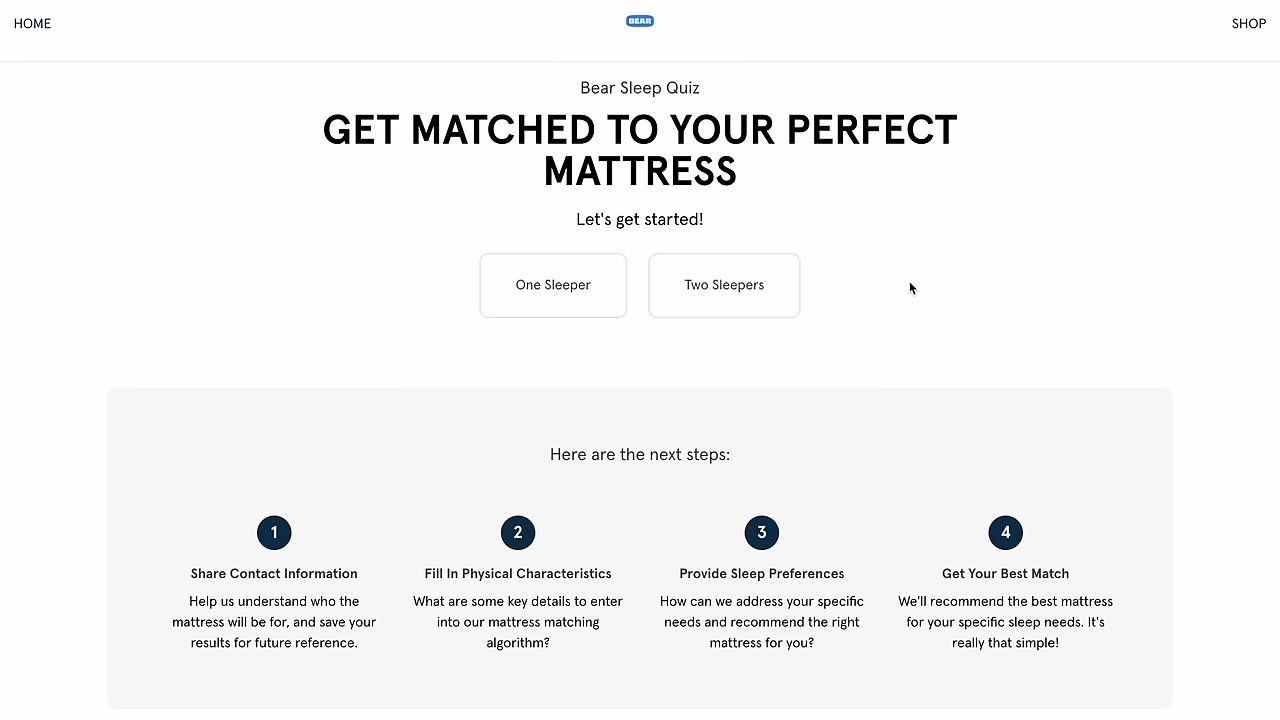 HOME
BEAR
SHOP
Bear Sleep Quiz
GET MATCHED TO YOUR PERFECT
MATTRESS
Let's get started!
One Sleeper
Two Sleepers
Here are the next steps:
1
Share Contact Information
Help us understand who the
mattress will be for, and save your
results for future reference.
2
Fill In Physical Characteristics
What are some key details to enter
into our mattress matching
algorithm?
3
Provide Sleep Preferences
How can we address your specific
needs and recommend the right
mattress for you?
4
Get Your Best Match
We'll recommend the best mattress
for your specific sleep needs. It's
really that simple!